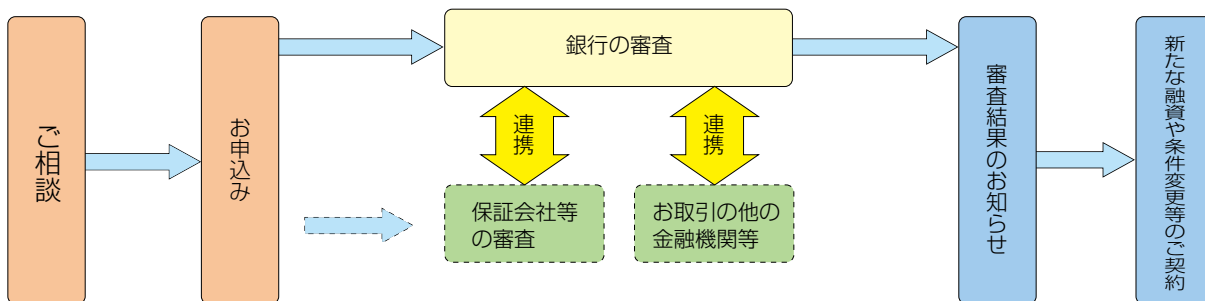 ご相談
お申込み
銀行の審査
連携
連携
保証会社等
の審査
お取引の他の
金融機関等
審査結果のお知らせ
新たな融資や条件変更等のご契約